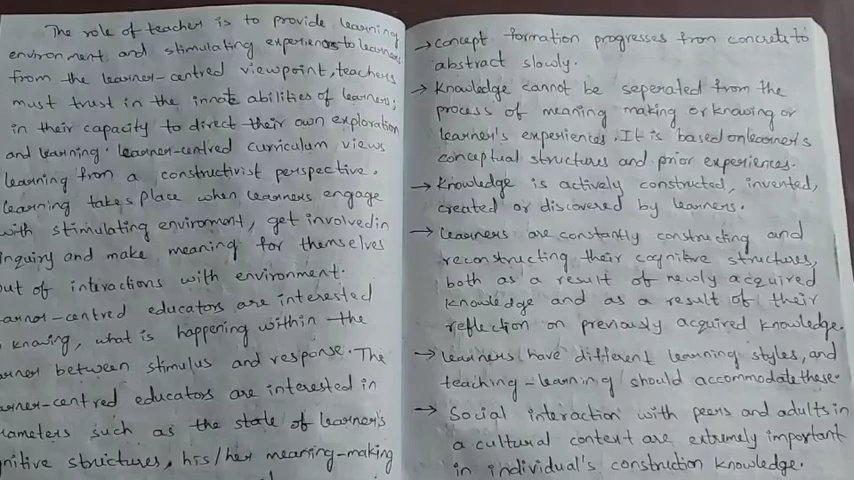 The role of teacher is to provide learning
environment and stimulating experiences to learners
from the learner-centred viewpoint, teachers
must trust in the innate abilities of learners;
in their capacity to direct their own exploration
and learning. learner-centred curriculum views
learning from a constructivist perspective.
learning takes place when learners engage
with stimulating enviroment, get involved in
inquiry and make meaning for themselves
out of interactions with environment.
arner-centred educators are interested
knowing, what is happening within the
arner between stimulus and response. The
arner-centred educators are interested in
rameters such as the state of learner's
gnitive structures, his/her meaning-making
→ concept formation progresses from concrete to
abstract slowly.
→ Knowledge cannot be seperated from the
process of meaning making or knowing or
learner's experiences. It is based on learner's
conceptual structures and prior experiences.
→ Knowledge is actively constructed, invented,
created or discovered by learners.
→ Learners are constantly constructing and
reconstructing their cognitive structures,
both as a result of newly acquired
knowledge and as a result of their
reflection on previously acquired knowledge.
→ Learners have different learning styles, and
teaching-learning should accommodate these.
→ Social interaction with peers and adults in
a cultural context are extremely important
in individual's construction knowledge.